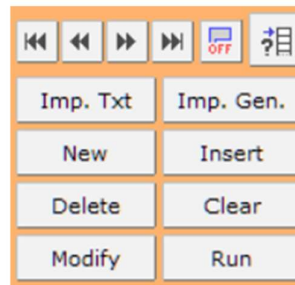 OFF ?
Imp. Txt Imp. Gen.
New Insert
Delete Clear
Modify Run